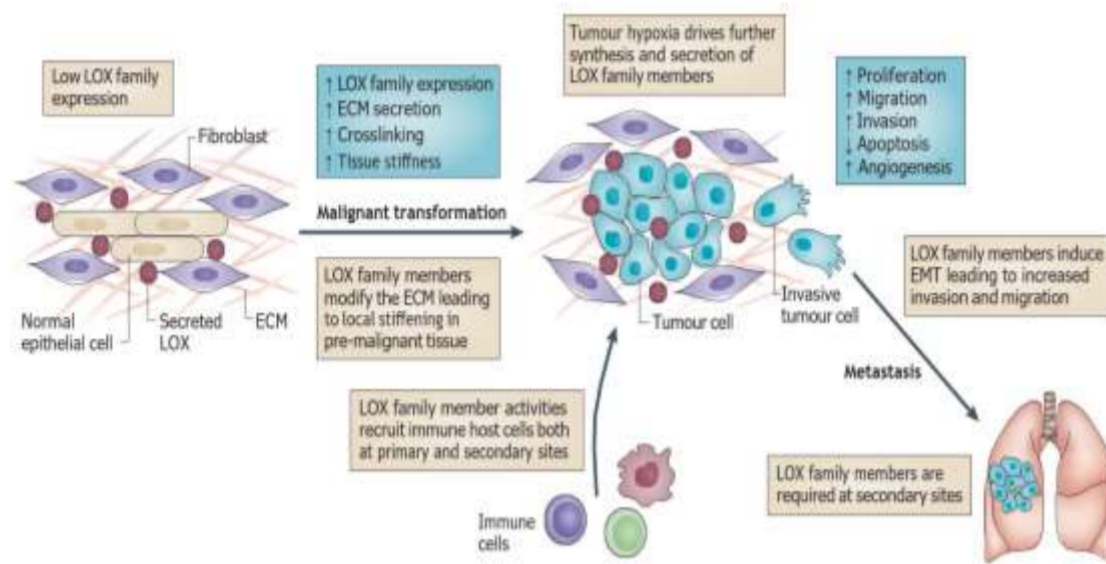 Low LOX family
expression
Fibroblast
Normal
epithelial cell
Secreted
LOX
ECM
↑ LOX family expression
↑ ECM secretion
↑ Crosslinking
↑ Tissue stiffness
Malignant transformation
LOX family members
modify the ECM leading
to local stiffening in
pre-malignant tissue
Tumour hypoxia drives further
synthesis and secretion of
LOX family members
Tumour cell
Invasive
tumour cell
↑ Proliferation
↑ Migration
↑ Invasion
↓ Apoptosis
↑ Angiogenesis
LOX family members induce
EMT leading to increased
invasion and migration
Metastasis
LOX family member activities
recruit immune host cells both
at primary and secondary sites
Immune
cells
LOX family members are
required at secondary sites